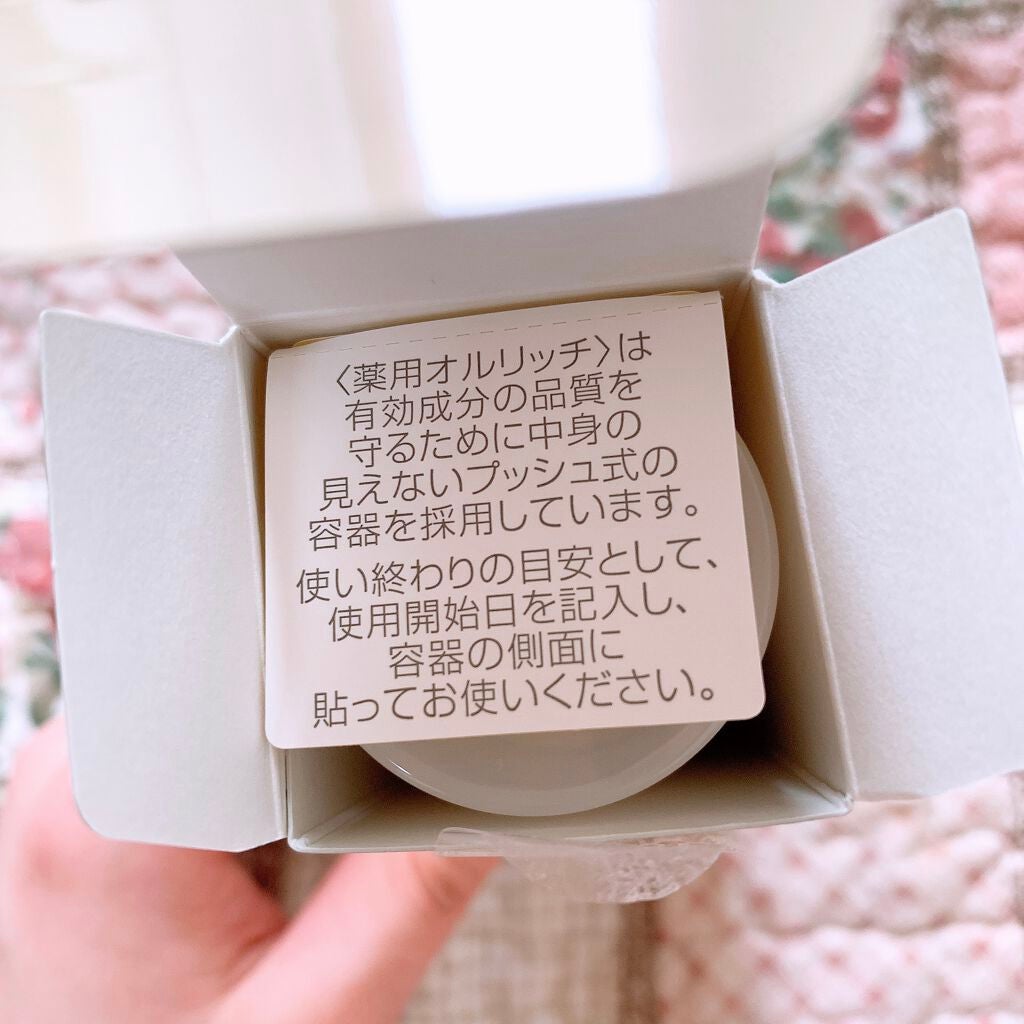 〈薬用オルリッチ〉は
有効成分の品質を
守るために中身の
見えないプッシュ式の
容器を採用しています。
使い終わりの目安として、
使用開始日を記入し、
容器の側面に
貼ってお使いください。